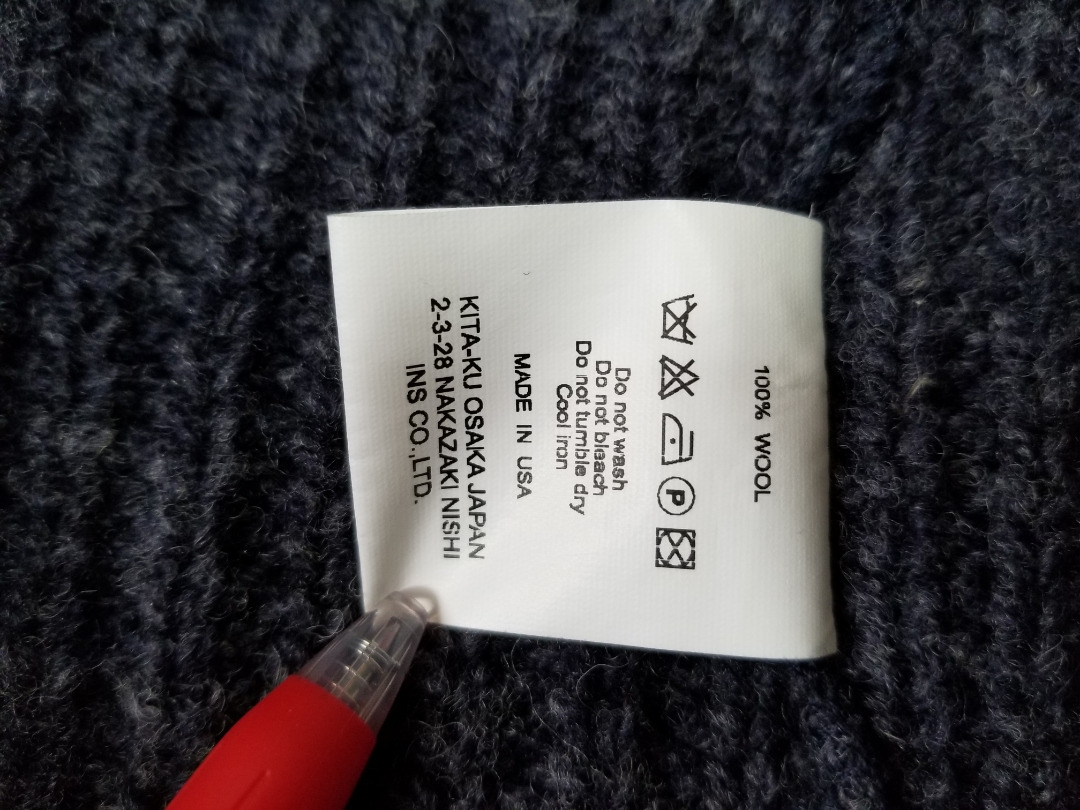 100% WOOL
P
Do not wash
Do not bleach
Do not tumble dry
Cool iron
MADE IN USA
KITA-KU OSAKA JAPAN
2-3-28 NAKAZAKI NISHI
INS CO.,LTD.